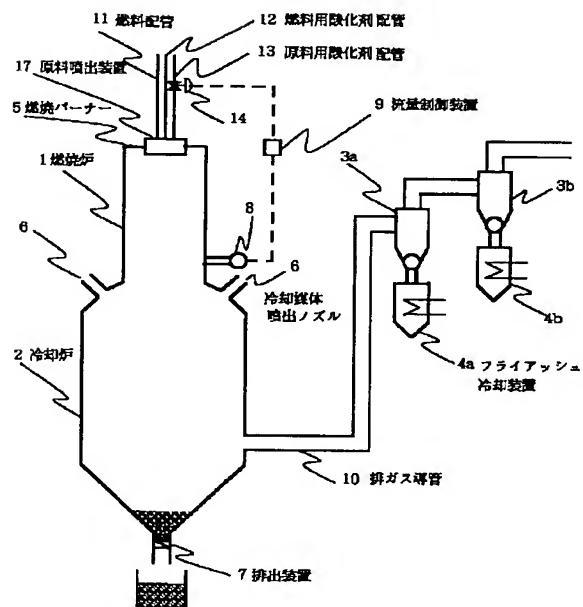 11 燃料配管
12 燃料用酸化剤配管
13 原料用酸化剤配管
17 原料噴出装置
14
5 燃焼バーナー
9 流量制御装置
1 燃焼炉
3a
3b
8
6
6
冷却媒体
噴出ノズル
4b
2 冷却炉
4a フライアッシュ
冷却装置
10 排ガス導管
7 排出装置